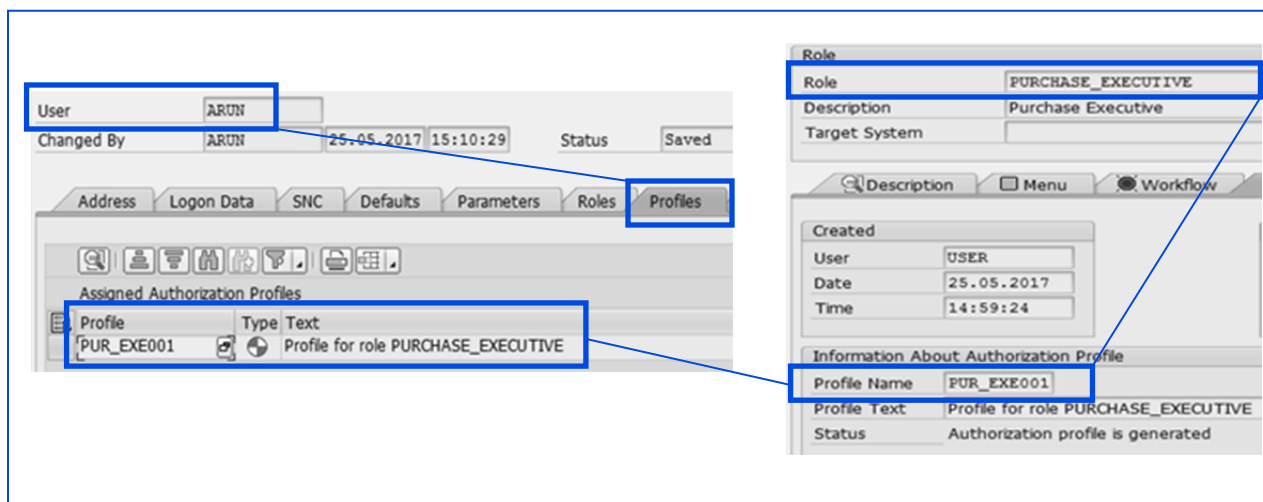 User ARUN
Changed By ARUN 25.05.2017 15:10:29 Status Saved
Address Logon Data SNC Defaults Parameters Roles Profiles
Assigned Authorization Profiles
Profile Type Text
PUR_EXE001 Profile for role PURCHASE_EXECUTIVE
Role
Role PURCHASE_EXECUTIVE
Description Purchase Executive
Target System
Description Menu Workflow
Created
User USER
Date 25.05.2017
Time 14:59:24
Information About Authorization Profile
Profile Name PUR_EXE001
Profile Text Profile for role PURCHASE_EXECUTIVE
Status Authorization profile is generated